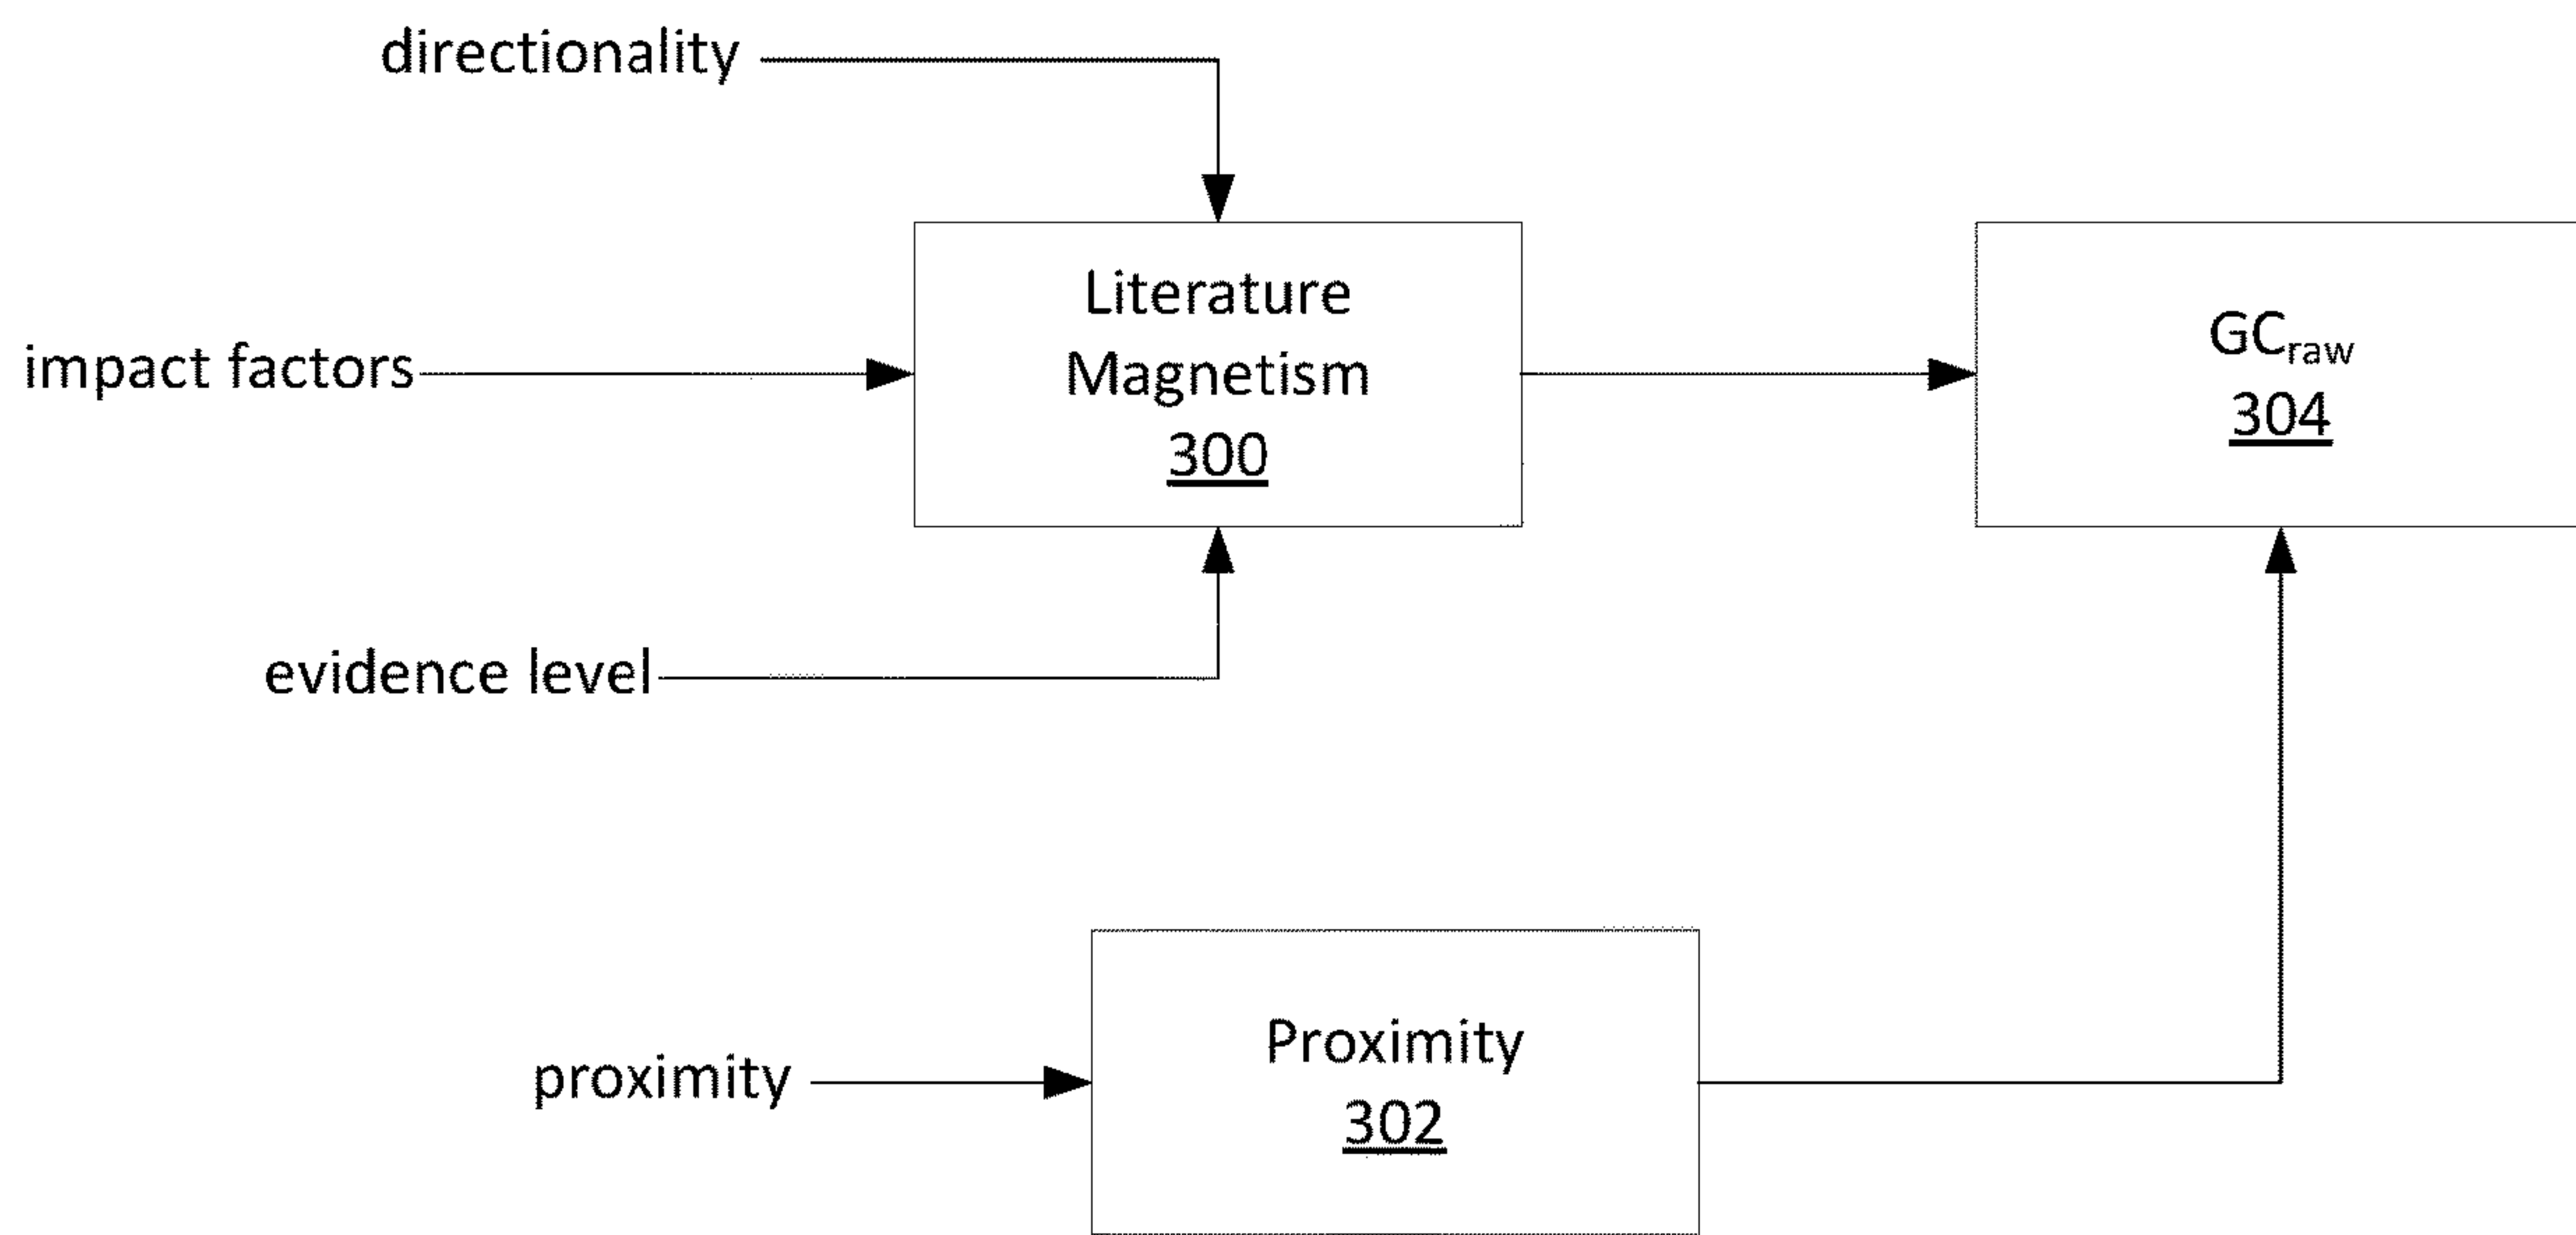 directionality
Literature
Magnetism
300
GCraw
304
impact factors
evidence level
Proximity
302
proximity